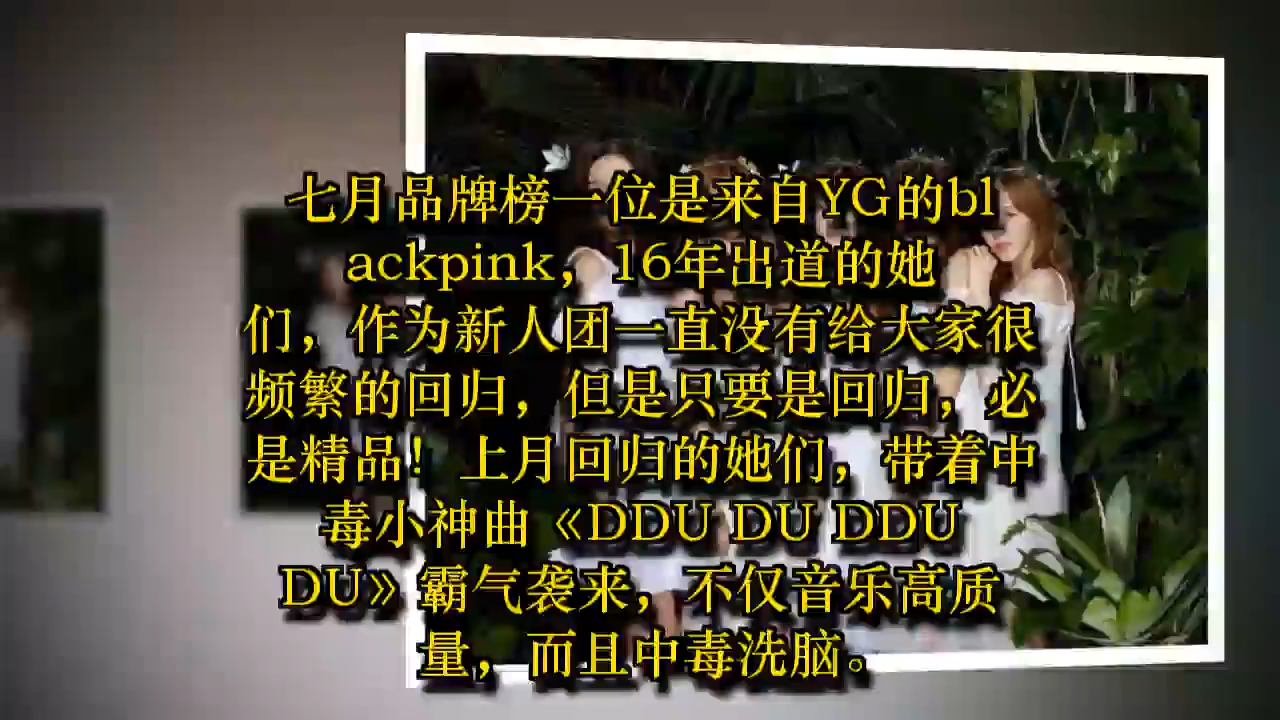 七月品牌榜一位是来自YG的bl
ackpink，16年出道的她
们，作为新人团一直没有给大家很
频繁的回归，但是只要是回归，必
是精品！上月回归的她们，带着中
毒小神曲《DDU DU DDU
DU》霸气袭来，不仅音乐高质
量，而且中毒洗脑。